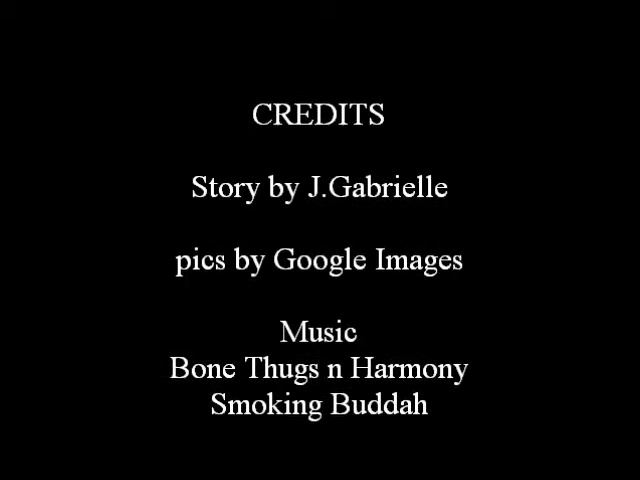 CREDITS
Story by J.Gabrielle
pics by Google Images
Music
Bone Thugs n Harmony
Smoking Buddah